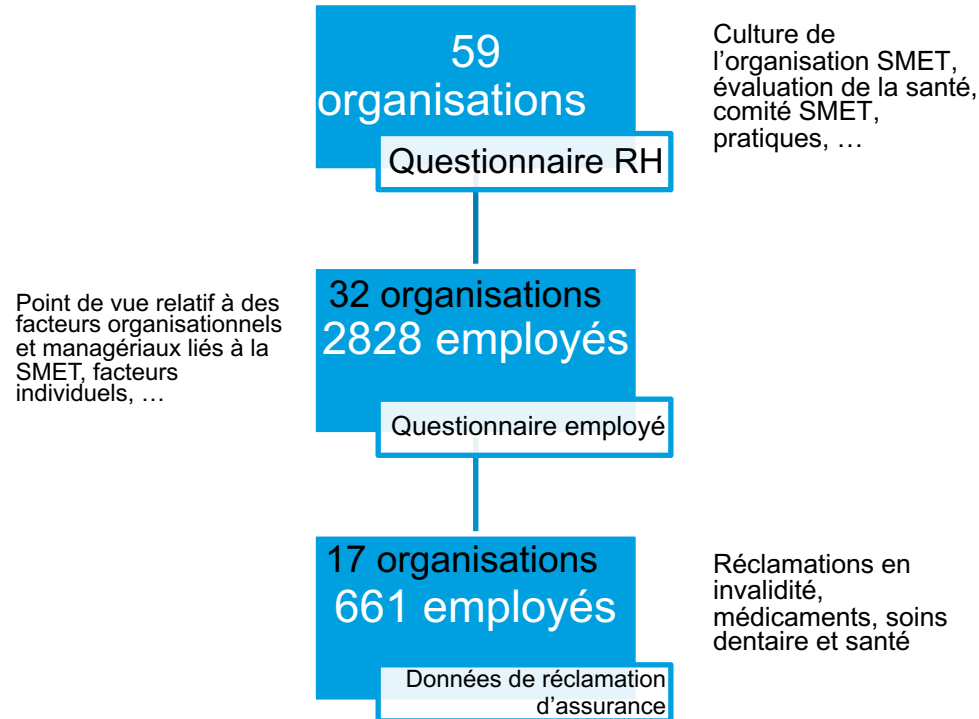 59
organisations
Questionnaire RH
Culture de
l’organisation SMET,
évaluation de la santé,
comité SMET,
pratiques, …
32 organisations
2828 employés
Questionnaire employé
Point de vue relatif à des
facteurs organisationnels
et managériaux liés à la
SMET, facteurs
individuels, …
17 organisations
661 employés
Données de réclamation
d’assurance
Réclamations en
invalidité,
médicaments, soins
dentaire et santé